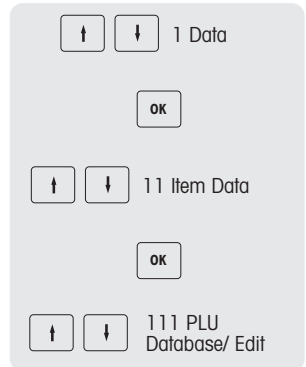 1 Data
OK
11 Item Data
OK
111 PLU
Database/ Edit